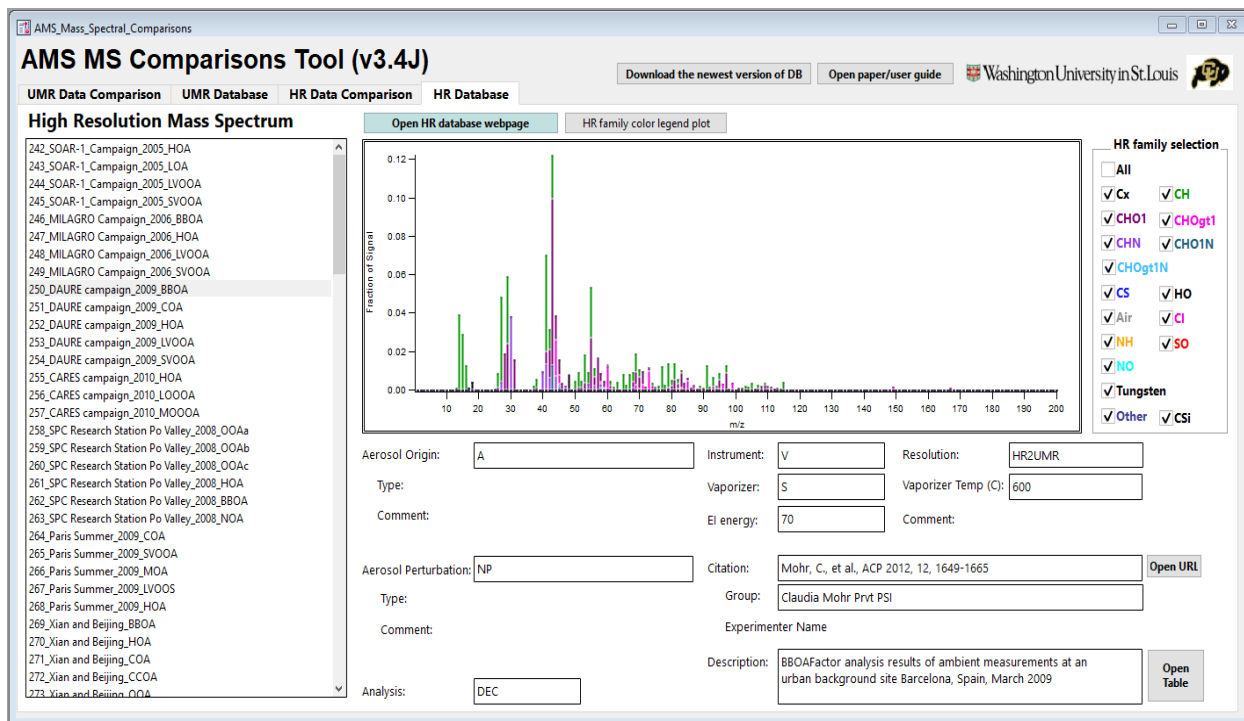 AMS_Mass_Spectral_Comparisons
AMS MS Comparisons Tool (v3.4J)
Download the newest version of DB
Open paper/user guide
Washington University in St. Louis
CU
UMR Data Comparison
UMR Database
HR Data Comparison
HR Database
High Resolution Mass Spectrum
242_SOAR-1_Campaign_2005_HOA
243_SOAR-1_Campaign_2005_LOA
244_SOAR-1_Campaign_2005_LVOOA
245_SOAR-1_Campaign_2005_SVOOA
246_MILAGRO Campaign_2006_BBOA
247_MILAGRO Campaign_2006_HOA
248_MILAGRO Campaign_2006_LVOOA
249_MILAGRO Campaign_2006_SVOOA
250_DAURE campaign_2009_BBOA
251_DAURE campaign_2009_COA
252_DAURE campaign_2009_HOA
253_DAURE campaign_2009_LVOOA
254_DAURE campaign_2009_SVOOA
255_CARES campaign_2010_HOA
256_CARES campaign_2010_LOOOA
257_CARES campaign_2010_MOOOA
258_SPC Research Station Po Valley_2008_OOAa
259_SPC Research Station Po Valley_2008_OOAb
260_SPC Research Station Po Valley_2008_OOAc
261_SPC Research Station Po Valley_2008_HOA
262_SPC Research Station Po Valley_2008_BBOA
263_SPC Research Station Po Valley_2008_NOA
264_Paris Summer_2009_COA
265_Paris Summer_2009_SVOOA
266_Paris Summer_2009_MOA
267_Paris Summer_2009_LVOOS
268_Paris Summer_2009_HOA
269_Xian and Beijing_BBOA
270_Xian and Beijing_HOA
271_Xian and Beijing_COA
272_Xian and Beijing_CCOA
273_Xian and Beijing_OOA
Open HR database webpage
HR family color legend plot
0.12
0.10
0.08
0.06
0.04
0.02
0.00
Fraction of Signal
10 20 30 40 50 60 70 80 90 100 110 120 130 140 150 160 170 180 190 200
m/z
HR family selection
All
Cx CH
CHO1 CHOgt1
CHN CHO1N
CHOgt1N
CS HO
Air Cl
NH SO
NO
Tungsten
Other CSi
Aerosol Origin: A
Type:
Comment:
Instrument: V
Resolution: HR2UMR
Vaporizer: S
Vaporizer Temp (C): 600
EI energy: 70
Comment:
Aerosol Perturbation: NP
Type:
Comment:
Analysis: DEC
Citation: Mohr, C., et al., ACP 2012, 12, 1649-1665
Open URL
Group: Claudia Mohr Prvt PSI
Experimenter Name
Description: BBOAFactor analysis results of ambient measurements at an
urban background site Barcelona, Spain, March 2009
Open
Table